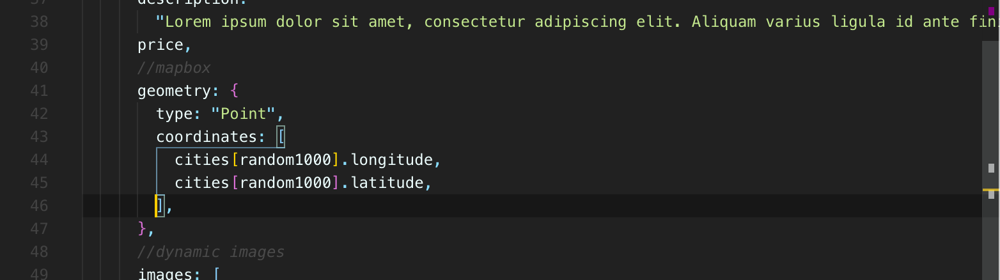 37 description:
38 "Lorem ipsum dolor sit amet, consectetur adipiscing elit. Aliquam varius ligula id ante fin
39 price,
40 //mapbox
41 geometry: {
42 type: "Point",
43 coordinates: [
44 cities[random1000].longitude,
45 cities[random1000].latitude,
46 ],
47 },
48 //dynamic images
49 images: [